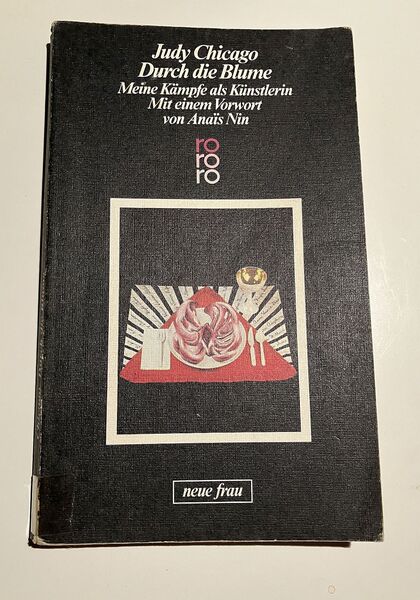 Judy Chicago
Durch die Blume
Meine Kämpfe als Künstlerin
Mit einem Vorwort
von Anaïs Nin
ro
ro
ro
neue frau